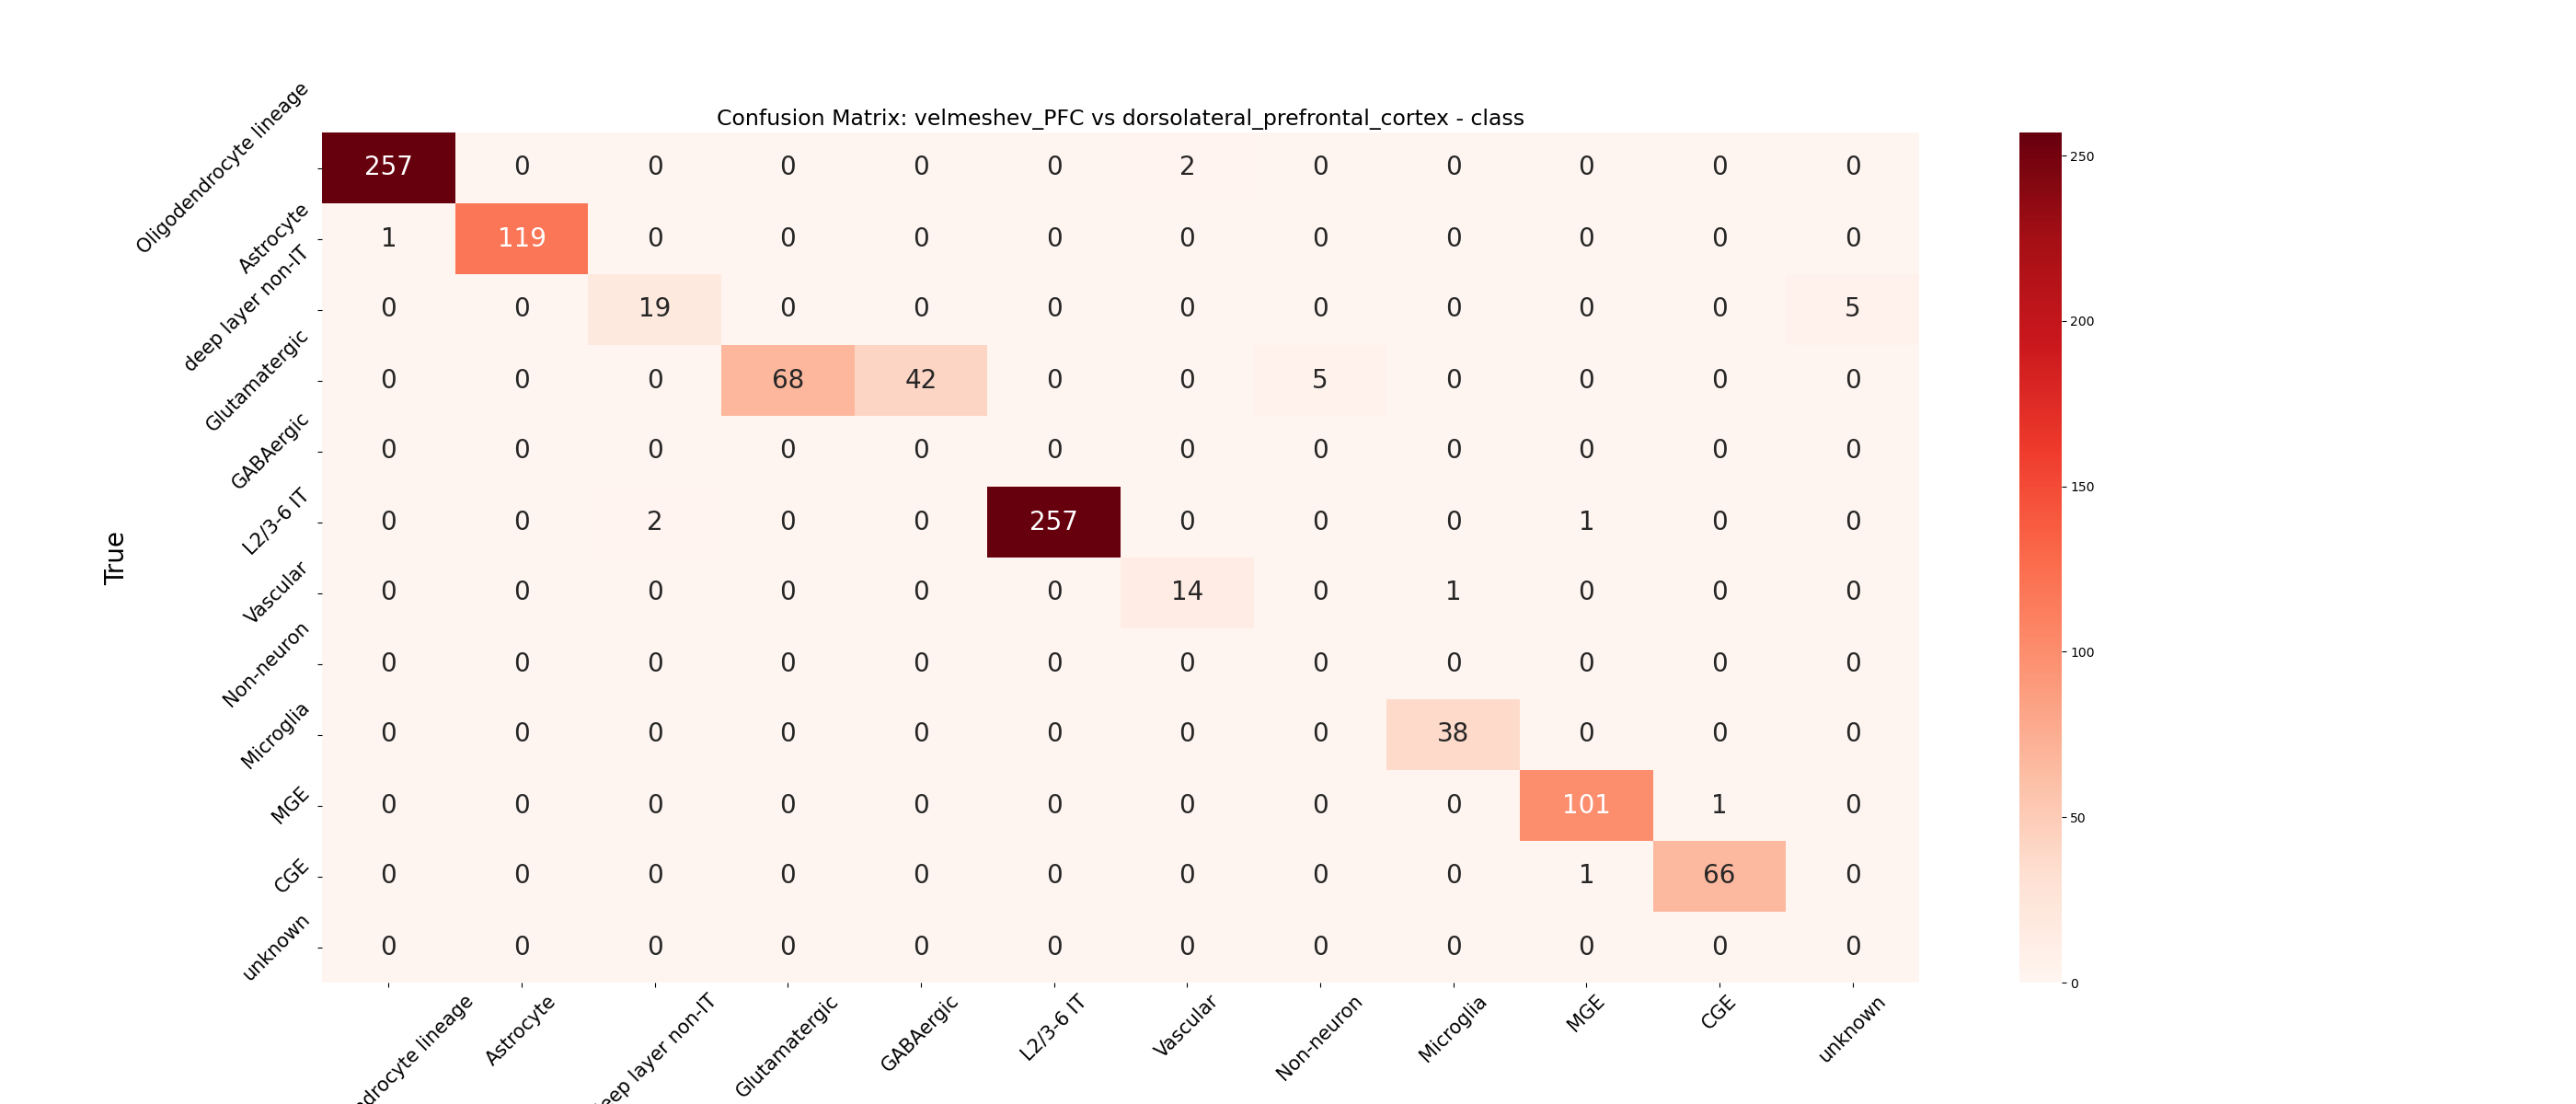 Confusion Matrix: velmeshev_PFC vs dorsolateral_prefrontal_cortex - class
True
Oligodendrocyte lineage 257 0 0 0 0 0 2 0 0 0 0 0
Astrocyte 1 119 0 0 0 0 0 0 0 0 0 0
deep layer non-IT 0 0 19 0 0 0 0 0 0 0 0 5
Glutamatergic 0 0 0 68 42 0 0 5 0 0 0 0
GABAergic 0 0 0 0 0 0 0 0 0 0 0 0
L2/3-6 IT 0 0 2 0 0 257 0 0 0 1 0 0
Vascular 0 0 0 0 0 0 14 0 1 0 0 0
Non-neuron 0 0 0 0 0 0 0 0 0 0 0 0
Microglia 0 0 0 0 0 0 0 0 38 0 0 0
MGE 0 0 0 0 0 0 0 0 0 101 1 0
CGE 0 0 0 0 0 0 0 0 0 1 66 0
unknown 0 0 0 0 0 0 0 0 0 0 0 0
ndrocyte lineage Astrocyte eep layer non-IT Glutamatergic GABAergic L2/3-6 IT Vascular Non-neuron Microglia MGE CGE unknown
250
200
150
100
50
0